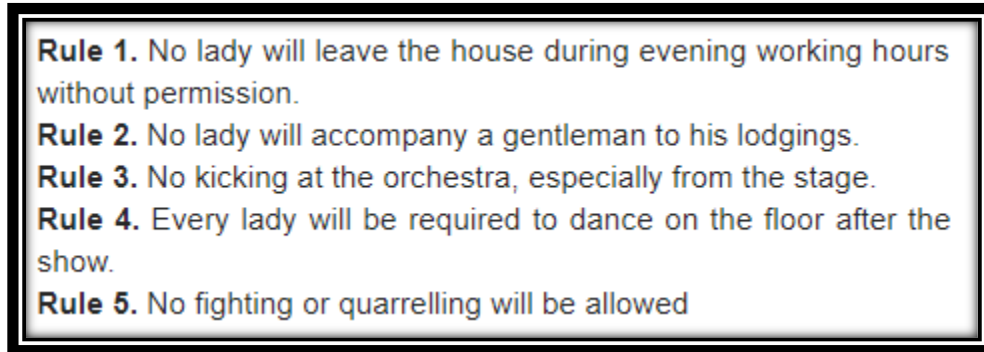 Rule 1. No lady will leave the house during evening working hours
without permission.
Rule 2. No lady will accompany a gentleman to his lodgings.
Rule 3. No kicking at the orchestra, especially from the stage.
Rule 4. Every lady will be required to dance on the floor after the
show.
Rule 5. No fighting or quarrelling will be allowed